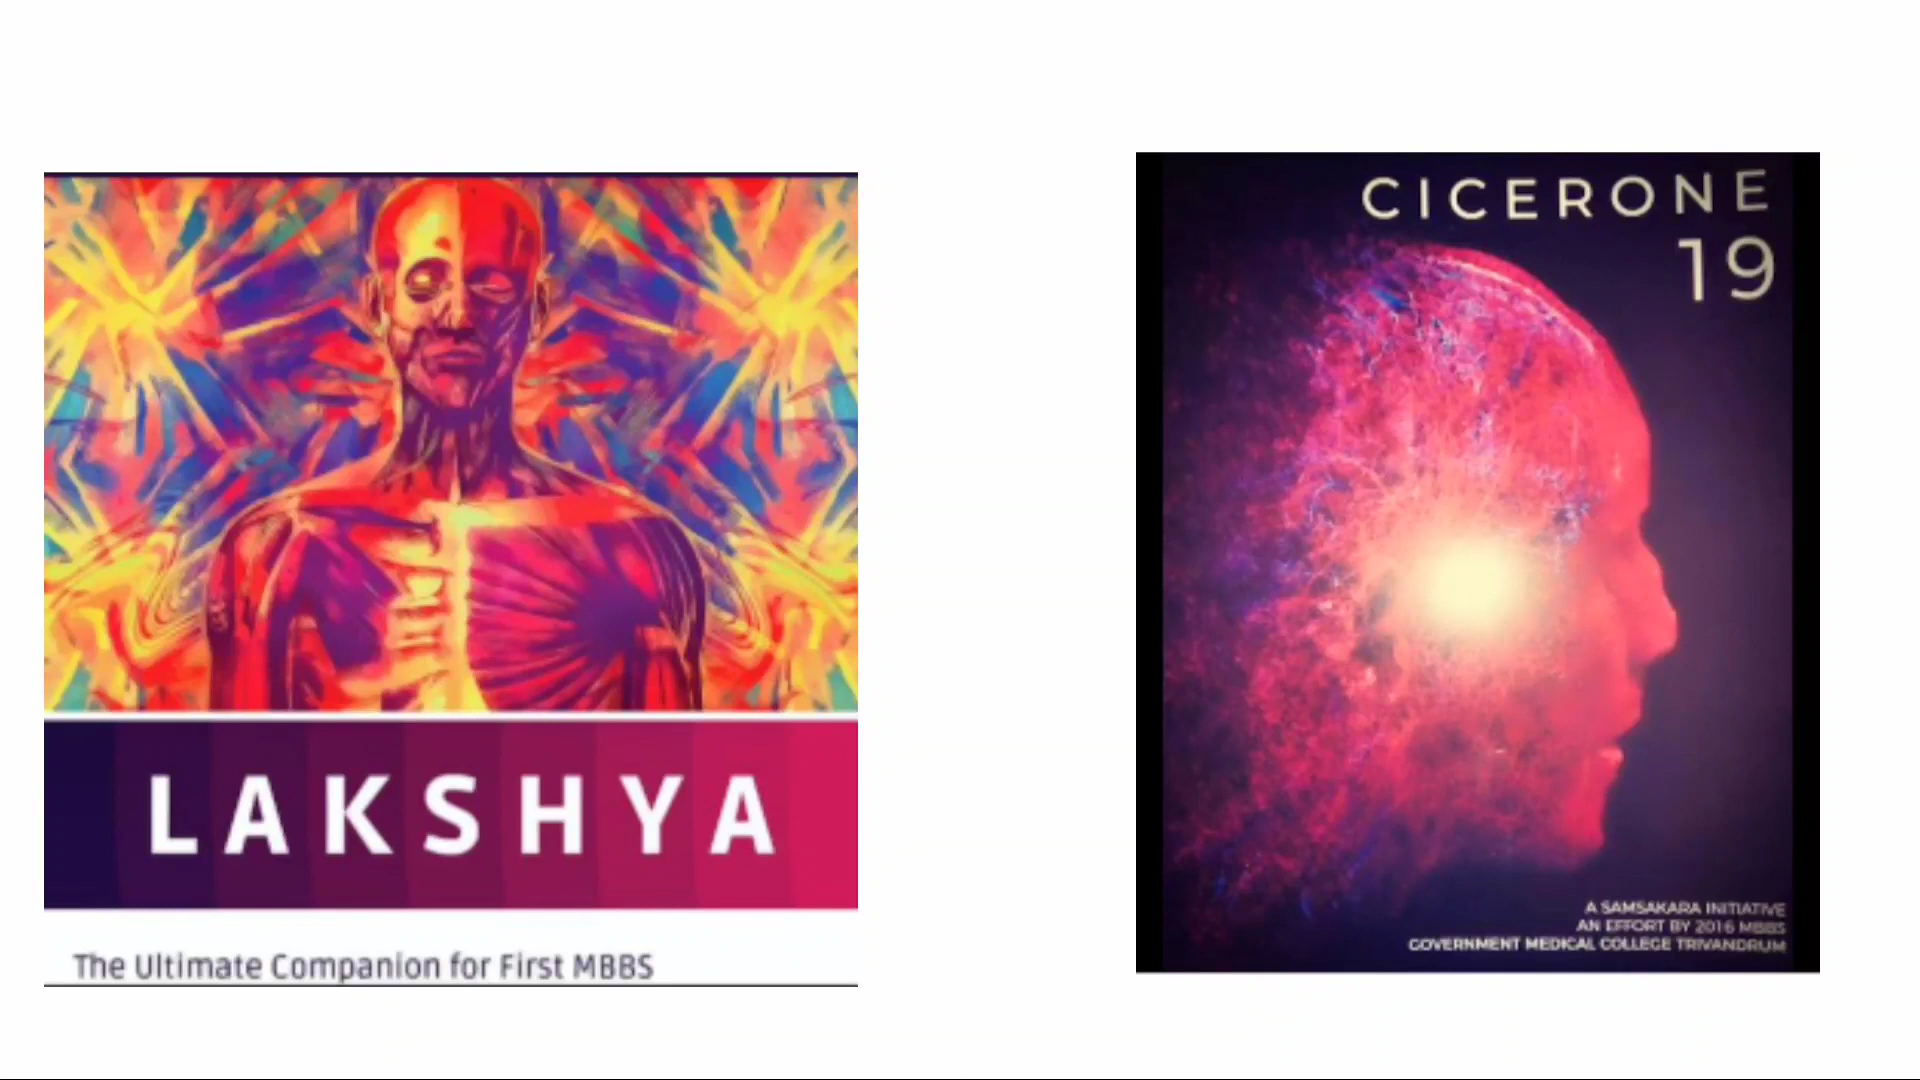 LAKSHYA
The Ultimate Companion for First MBBS
CICERONE
19
A SAMSAKARA INITIATIVE
AN EFFORT BY 2016 MBBS
GOVERNMENT MEDICAL COLLEGE TRIVANDRUM